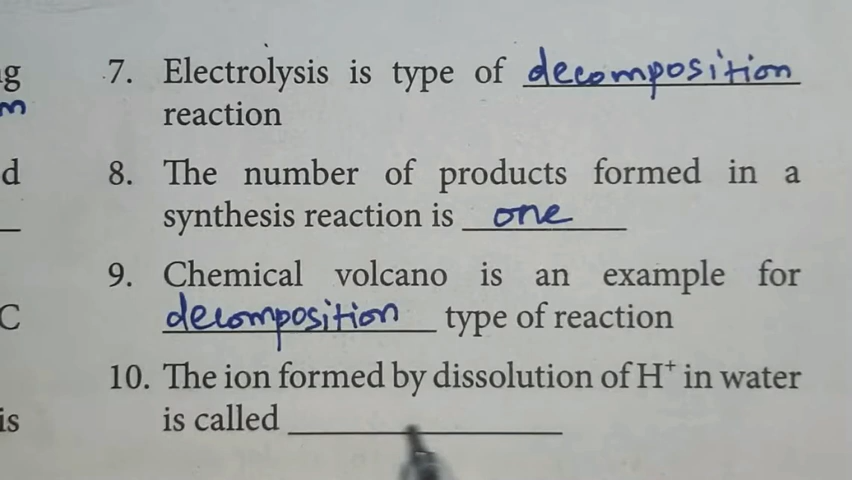 g
m
d
C
is
7. Electrolysis is type of decomposition
reaction
8. The number of products formed in a
synthesis reaction is one
9. Chemical volcano is an example for
decomposition type of reaction
10. The ion formed by dissolution of H⁺ in water
is called